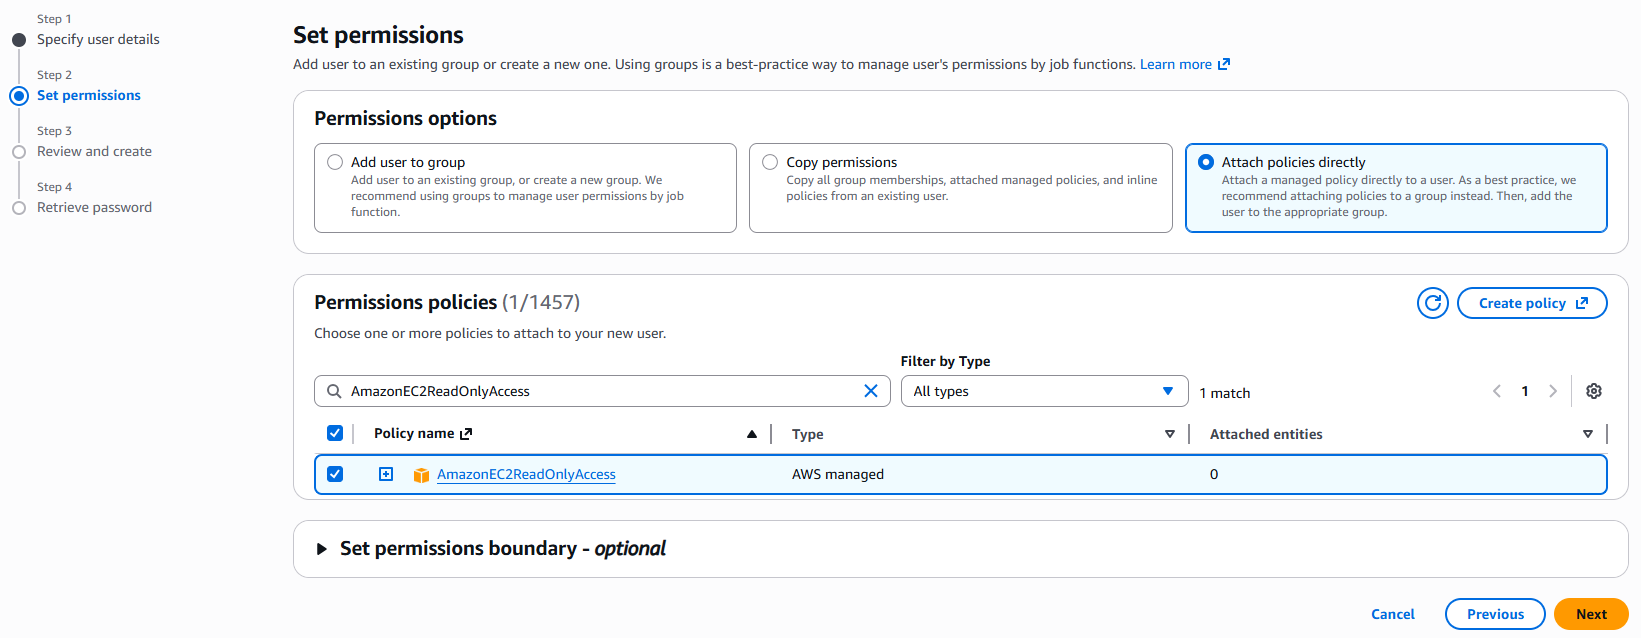 Step 1
Specify user details
Step 2
Set permissions
Step 3
Review and create
Step 4
Retrieve password
Set permissions
Add user to an existing group or create a new one. Using groups is a best-practice way to manage user's permissions by job functions. Learn more
Permissions options
Add user to group
Add user to an existing group, or create a new group. We
recommend using groups to manage user permissions by job
function.
Copy permissions
Copy all group memberships, attached managed policies, and inline
policies from an existing user.
Attach policies directly
Attach a managed policy directly to a user. As a best practice, we
recommend attaching policies to a group instead. Then, add the
user to the appropriate group.
Permissions policies (1/1457)
Create policy
Choose one or more policies to attach to your new user.
Filter by Type
AmazonEC2ReadOnlyAccess
All types
1 match
1
Policy name
Type
Attached entities
AmazonEC2ReadOnlyAccess
AWS managed
0
Set permissions boundary - optional
Cancel
Previous
Next